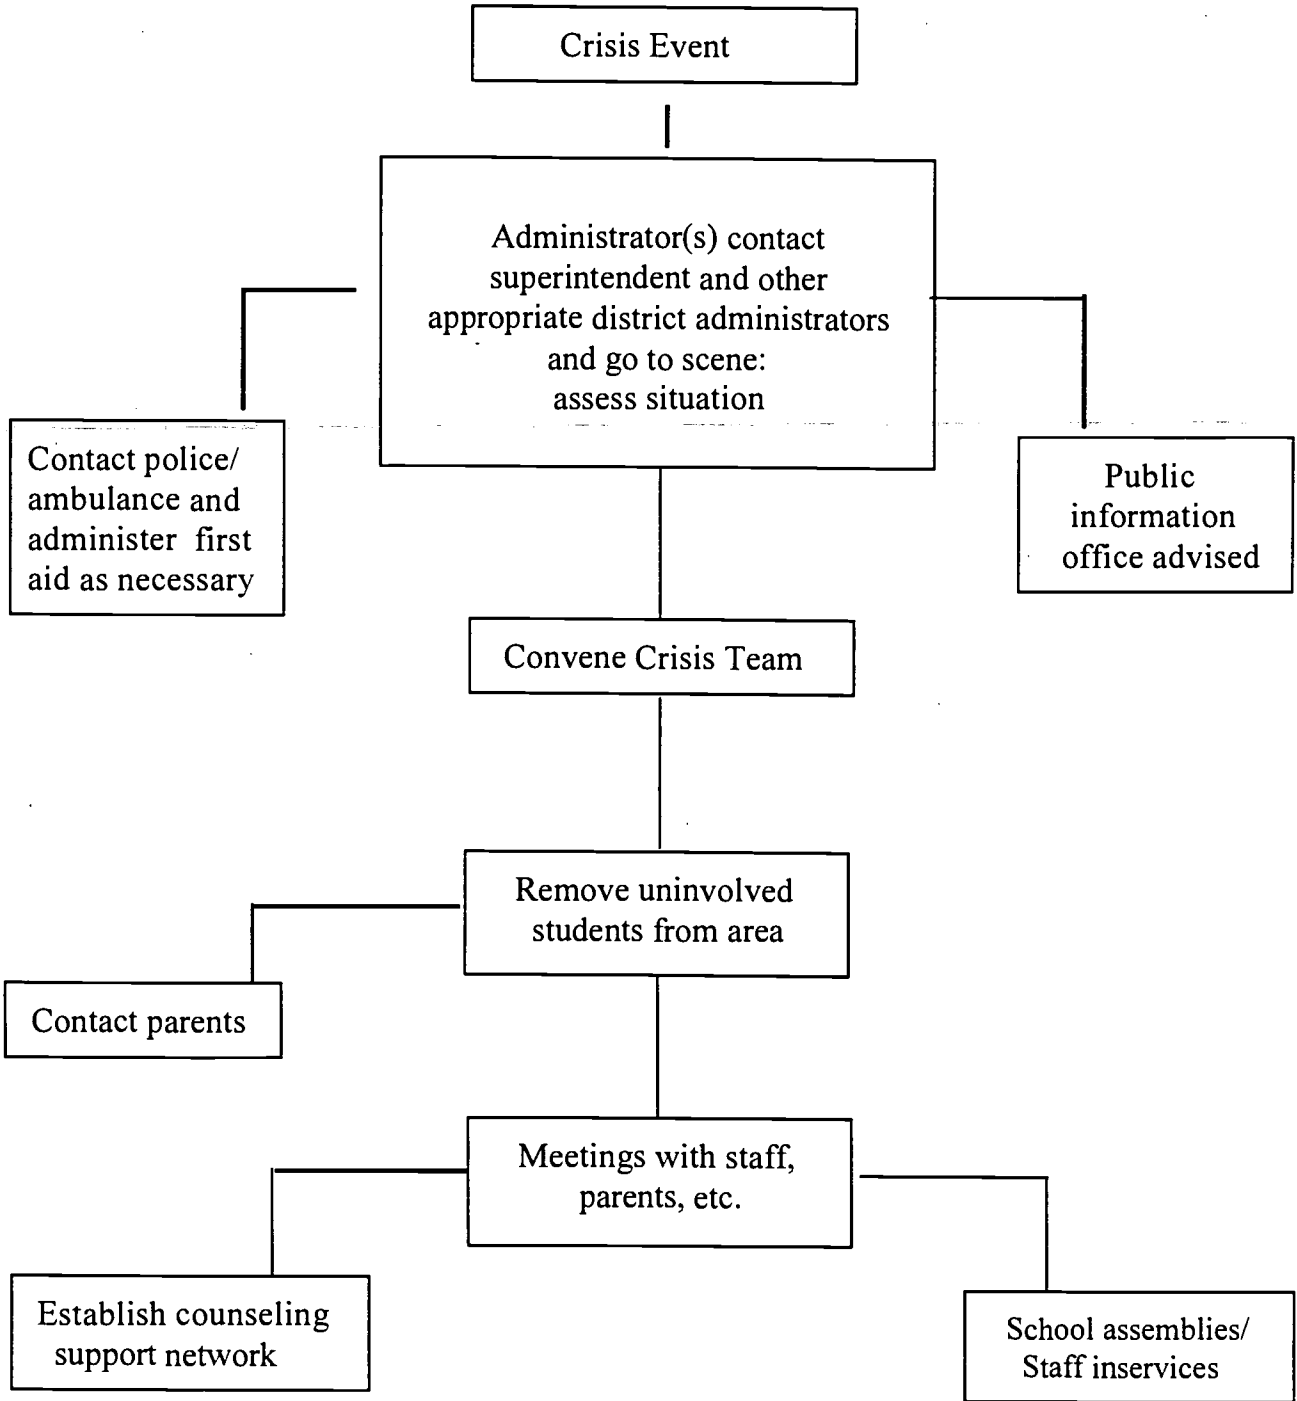 Crisis Event
Administrator(s) contact
superintendent and other
appropriate district administrators
and go to scene:
assess situation
Contact police/
ambulance and
administer first
aid as necessary
Public
information
office advised
Convene Crisis Team
Remove uninvolved
students from area
Contact parents
Meetings with staff,
parents, etc.
Establish counseling
support network
School assemblies/
Staff inservices